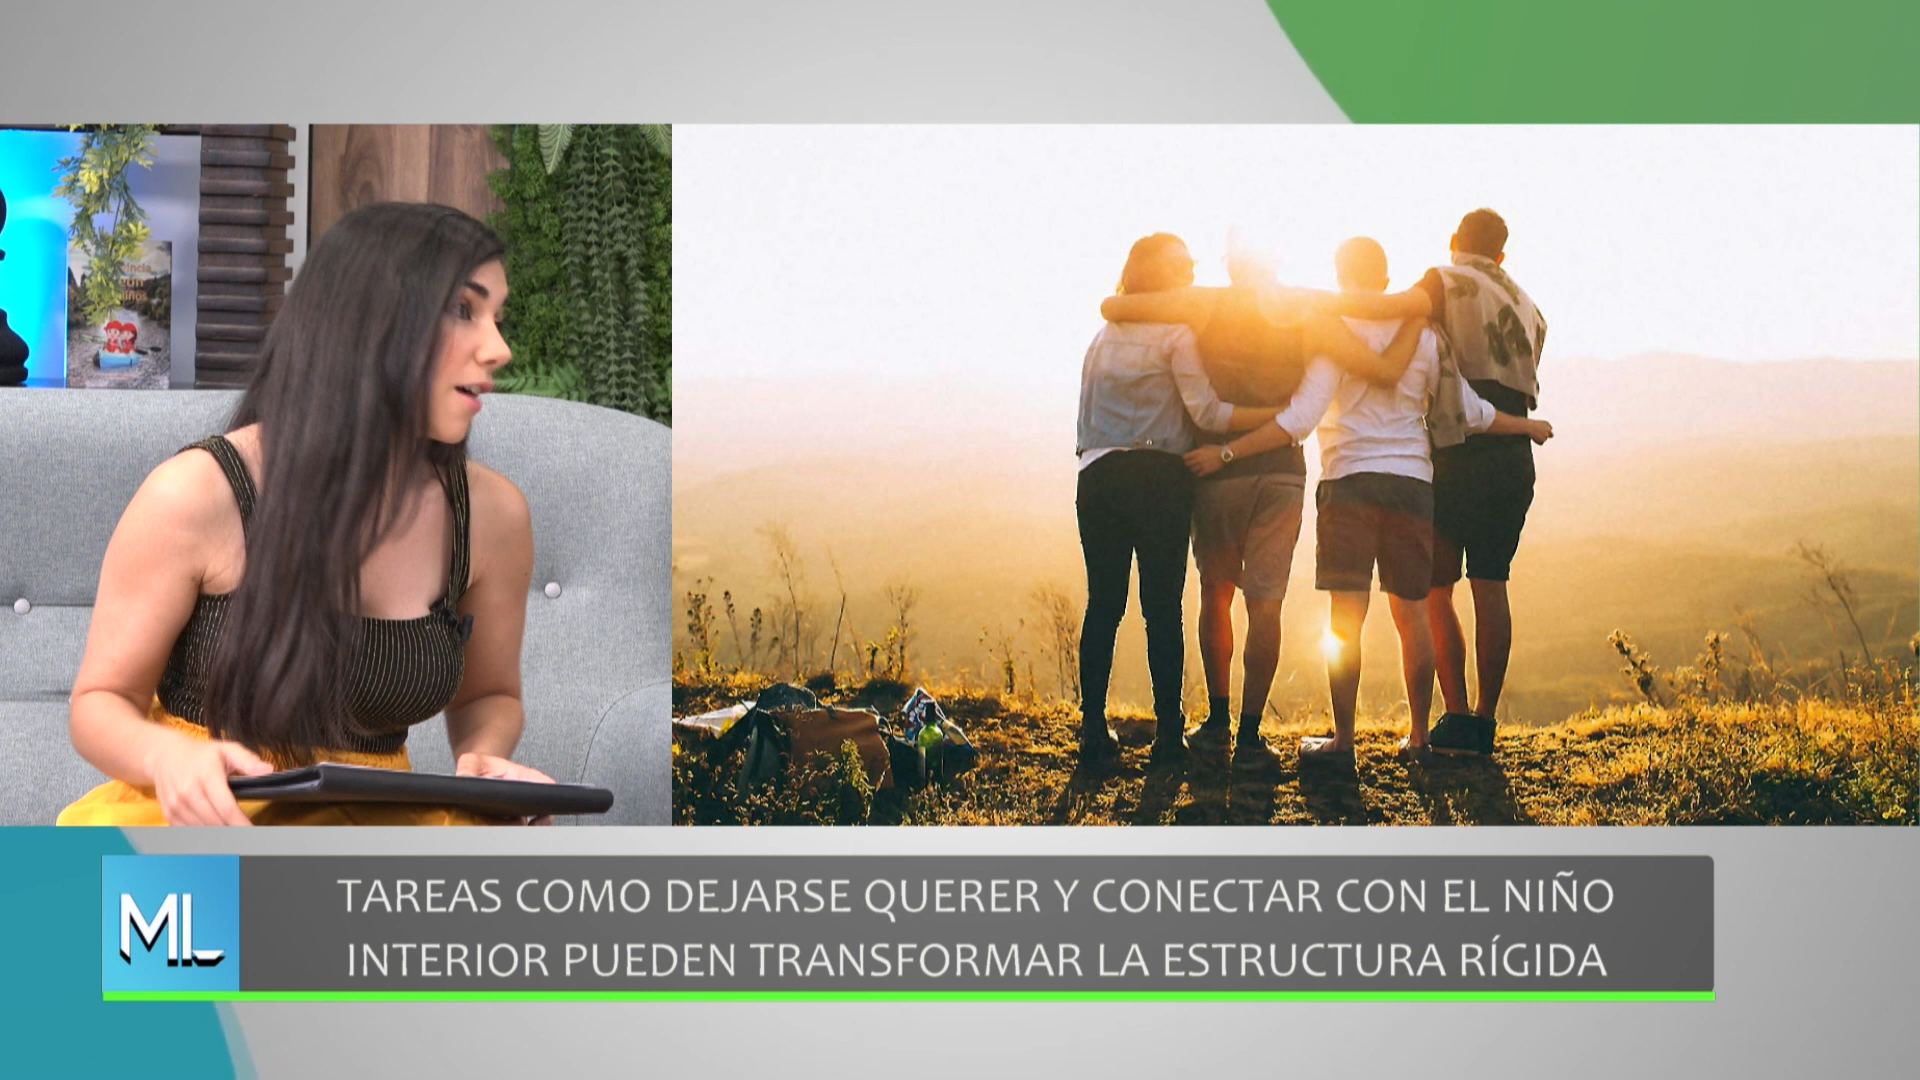 ML
TAREAS COMO DEJARSE QUERER Y CONECTAR CON EL NIÑO
INTERIOR PUEDEN TRANSFORMAR LA ESTRUCTURA RÍGIDA